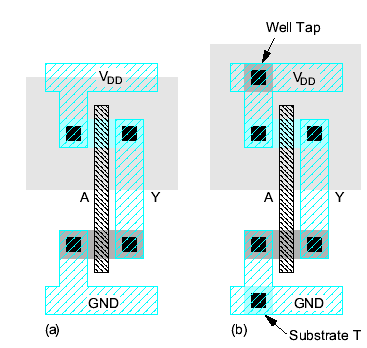 Well Tap
VDD
VDD
A
Y
A
Y
GND
GND
(a)
(b)
Substrate T